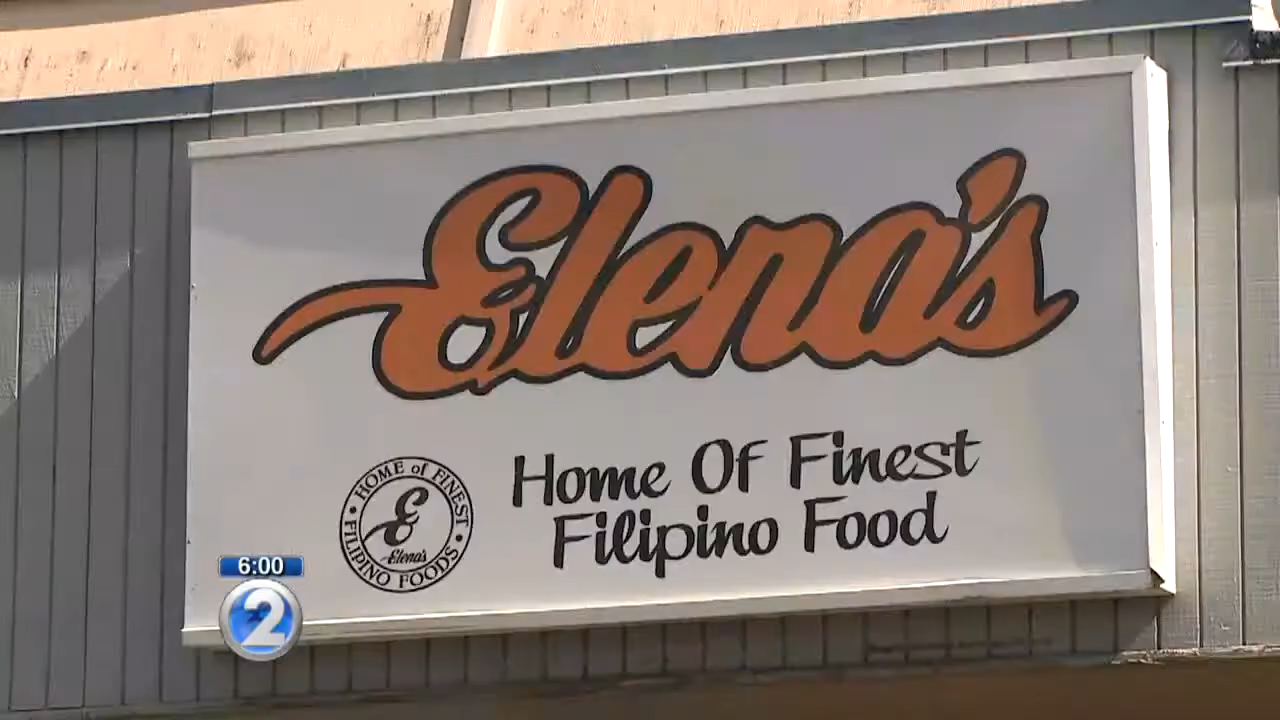 Elena's
Home Of Finest
Filipino Food
HOME of FINEST
E
Elena's
FILIPINO FOODS
6:00
2